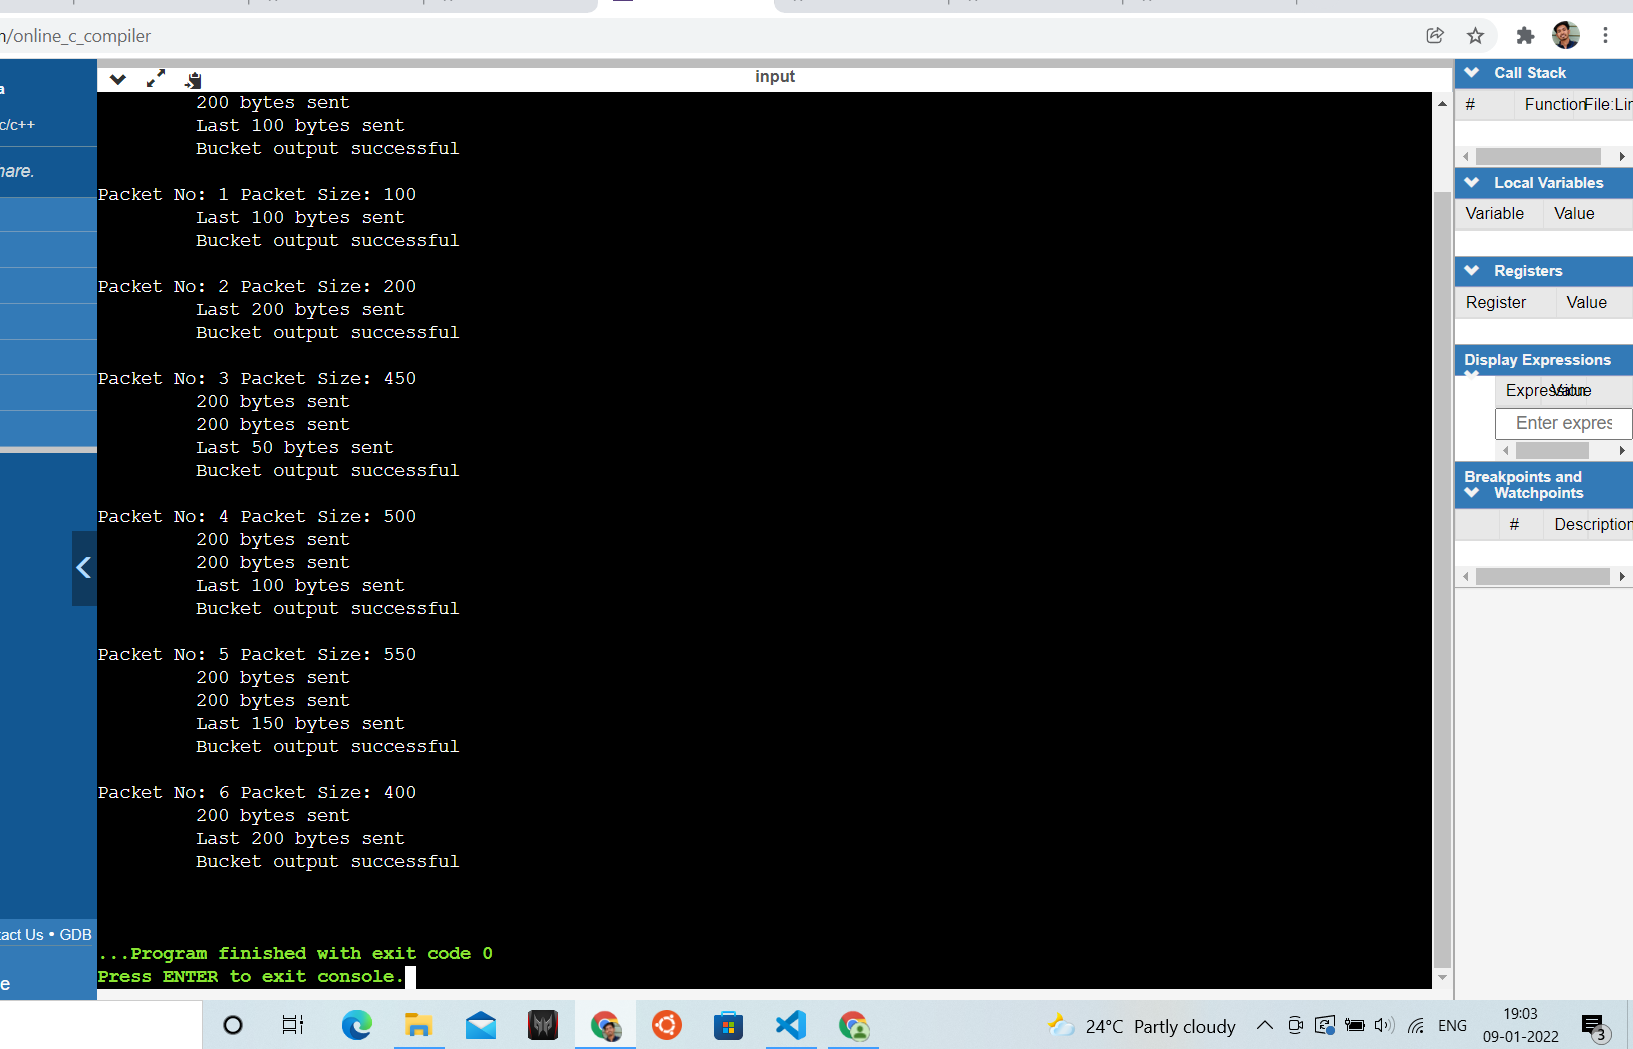 n/online_c_compiler
a
c/c++
hare.
tact Us • GDB
e
input
200 bytes sent
Last 100 bytes sent
Bucket output successful
Packet No: 1 Packet Size: 100
Last 100 bytes sent
Bucket output successful
Packet No: 2 Packet Size: 200
Last 200 bytes sent
Bucket output successful
Packet No: 3 Packet Size: 450
200 bytes sent
200 bytes sent
Last 50 bytes sent
Bucket output successful
Packet No: 4 Packet Size: 500
200 bytes sent
200 bytes sent
Last 100 bytes sent
Bucket output successful
Packet No: 5 Packet Size: 550
200 bytes sent
200 bytes sent
Last 150 bytes sent
Bucket output successful
Packet No: 6 Packet Size: 400
200 bytes sent
Last 200 bytes sent
Bucket output successful
...Program finished with exit code 0
Press ENTER to exit console.
Call Stack
# Function File:Lin
Local Variables
Variable Value
Registers
Register Value
Display Expressions
Expression Value
Enter expres
Breakpoints and
Watchpoints
# Description
24°C Partly cloudy
ENG
19:03
09-01-2022
3